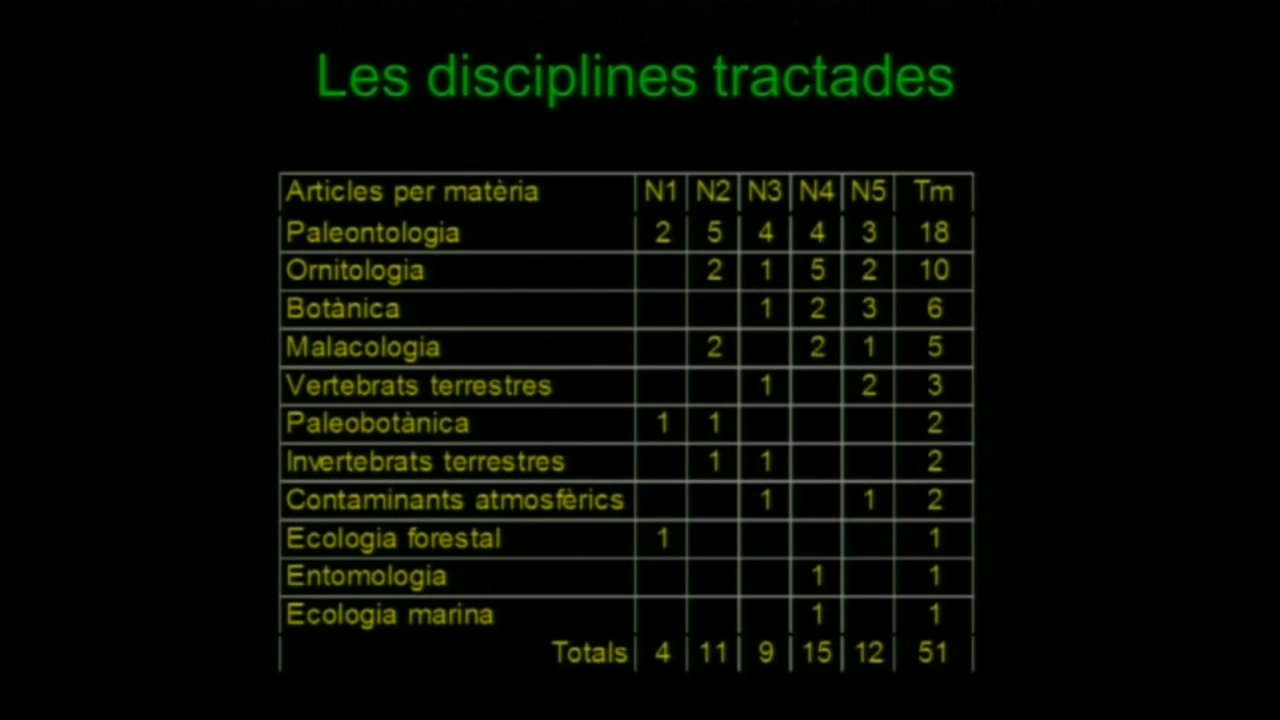 Les disciplines tractades
Articles per matèria N1 N2 N3 N4 N5 Tm
Paleontologia 2 5 4 4 3 18
Ornitologia 2 1 5 2 10
Botànica 1 2 3 6
Malacologia 2 2 1 5
Vertebrats terrestres 1 2 3
Paleobotànica 1 1 2
Invertebrats terrestres 1 1 2
Contaminants atmosfèrics 1 1 2
Ecologia forestal 1 1
Entomologia 1 1
Ecologia marina 1 1
Totals 4 11 9 15 12 51